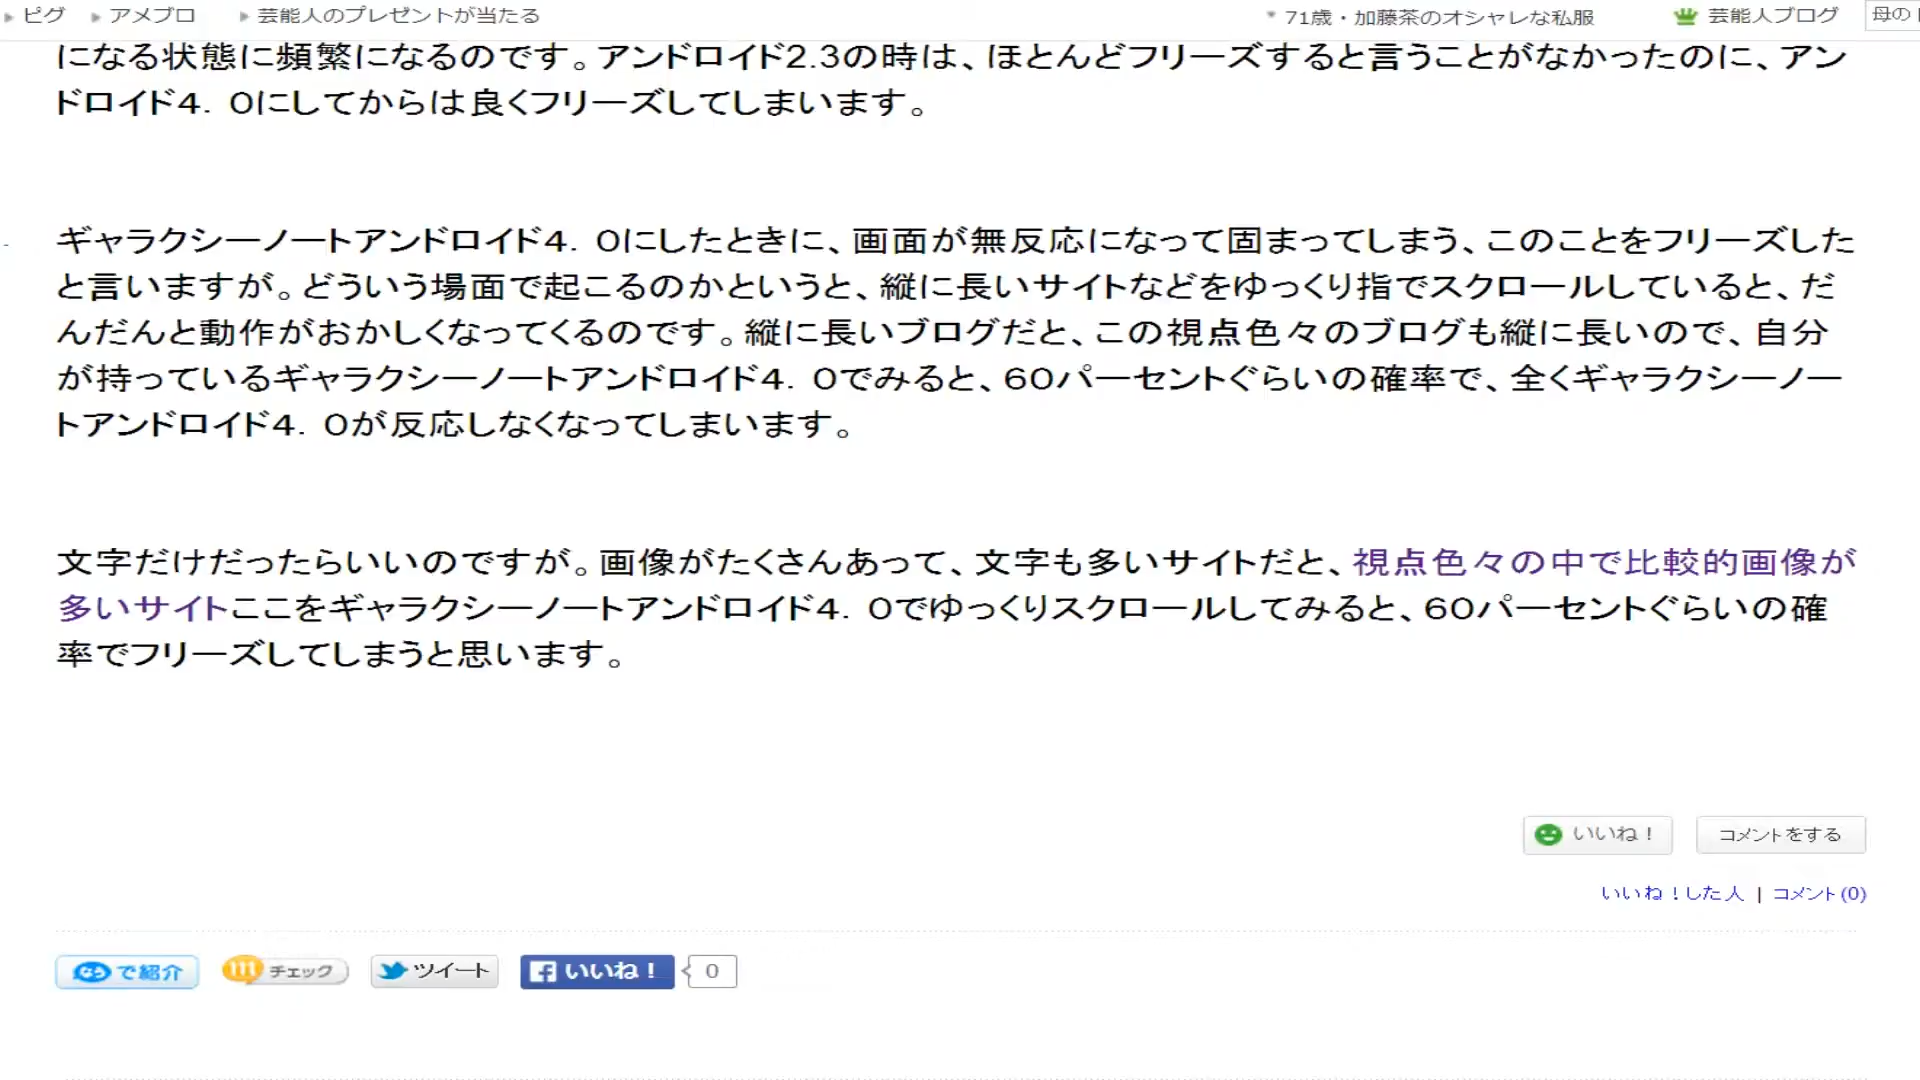 ピグ アメブロ 芸能人のプレゼントが当たる 71歳・加藤茶のオシャレな私服 芸能人ブログ 母の
になる状態に頻繁になるのです。アンドロイド2.3の時は、ほとんどフリーズすると言うことがなかったのに、アン
ドロイド4．0にしてからは良くフリーズしてしまいます。
ギャラクシーノートアンドロイド4．0にしたときに、画面が無反応になって固まってしまう、このことをフリーズした
と言いますが。どういう場面で起こるのかというと、縦に長いサイトなどをゆっくり指でスクロールしていると、だ
んだんと動作がおかしくなってくるのです。縦に長いブログだと、この視点色々のブログも縦に長いので、自分
が持っているギャラクシーノートアンドロイド4．0でみると、60パーセントぐらいの確率で、全くギャラクシーノー
トアンドロイド4．0が反応しなくなってしまいます。
文字だけだったらいいのですが。画像がたくさんあって、文字も多いサイトだと、視点色々の中で比較的画像が
多いサイトここをギャラクシーノートアンドロイド4．0でゆっくりスクロールしてみると、60パーセントぐらいの確
率でフリーズしてしまうと思います。
いいね！ コメントをする
いいね！した人 | コメント(0)
で紹介 チェック ツイート いいね！ 0